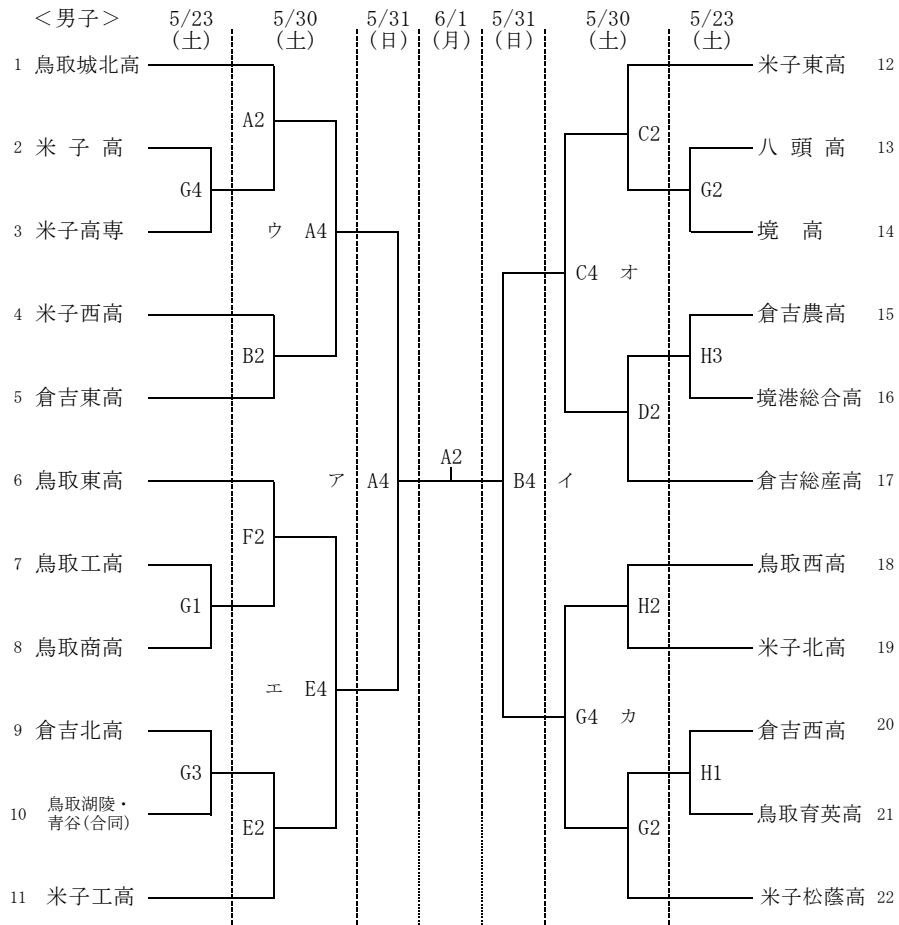 ＜男子＞ 5/23 5/30 5/31 6/1 5/31 5/30 5/23
(土) (土) (日) (月) (日) (土) (土)
1 鳥取城北高 米子東高 12
A2 C2
2 米子高 八頭高 13
G4 G2
3 米子高専 ウ A4 境高 14
C4 オ
4 米子西高 倉吉農高 15
B2 H3
5 倉吉東高 境港総合高 16
D2
A2
6 鳥取東高 ア A4 B4 イ 倉吉総産高 17
F2
7 鳥取工高 鳥取西高 18
G1 H2
8 鳥取商高 米子北高 19
エ E4
G4 カ
9 倉吉北高 倉吉西高 20
G3 H1
10 鳥取湖陵・
青谷(合同) 鳥取育英高 21
E2 G2
11 米子工高 米子松蔭高 22